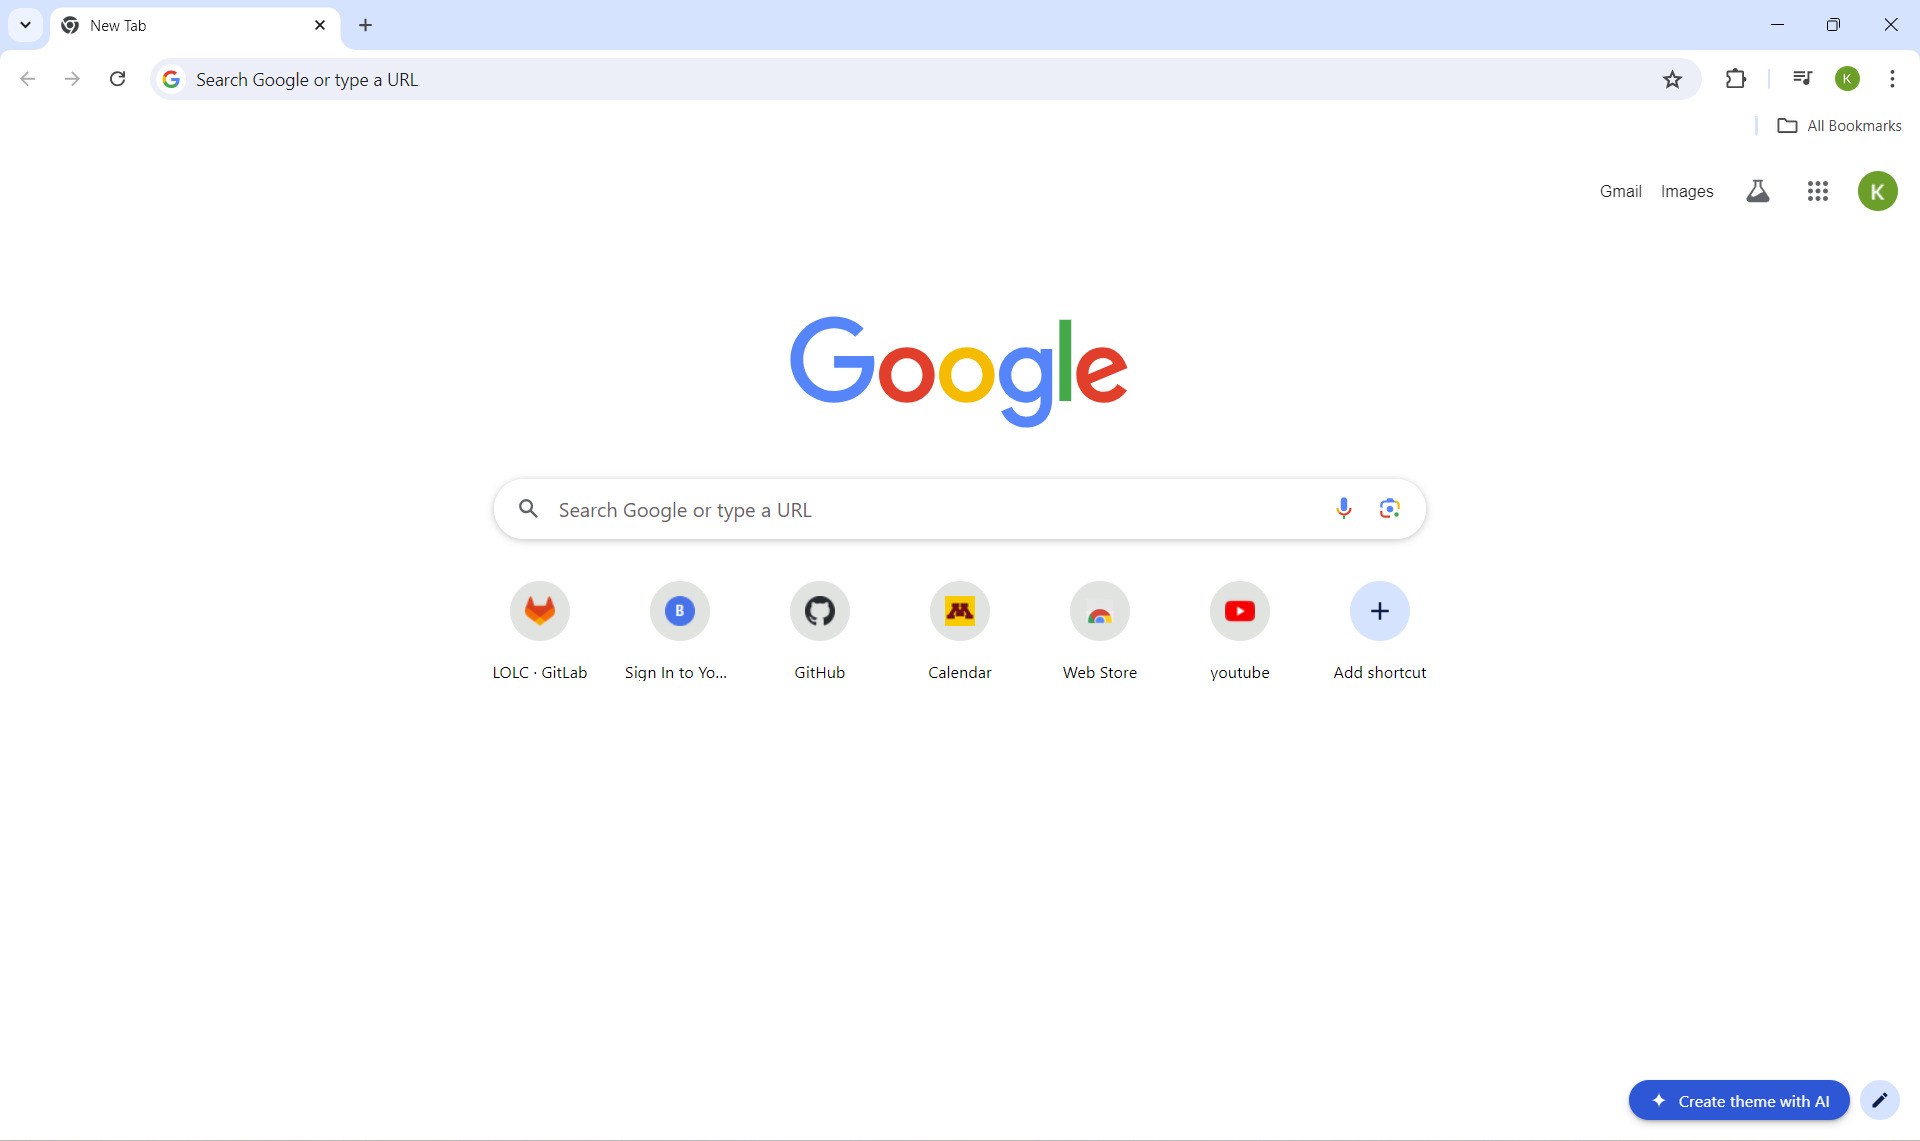 New Tab
Search Google or type a URL
K
All Bookmarks
Gmail Images K
Google
Search Google or type a URL
B
M
LOLC · GitLab
Sign In to Yo...
GitHub
Calendar
Web Store
youtube
Add shortcut
Create theme with AI